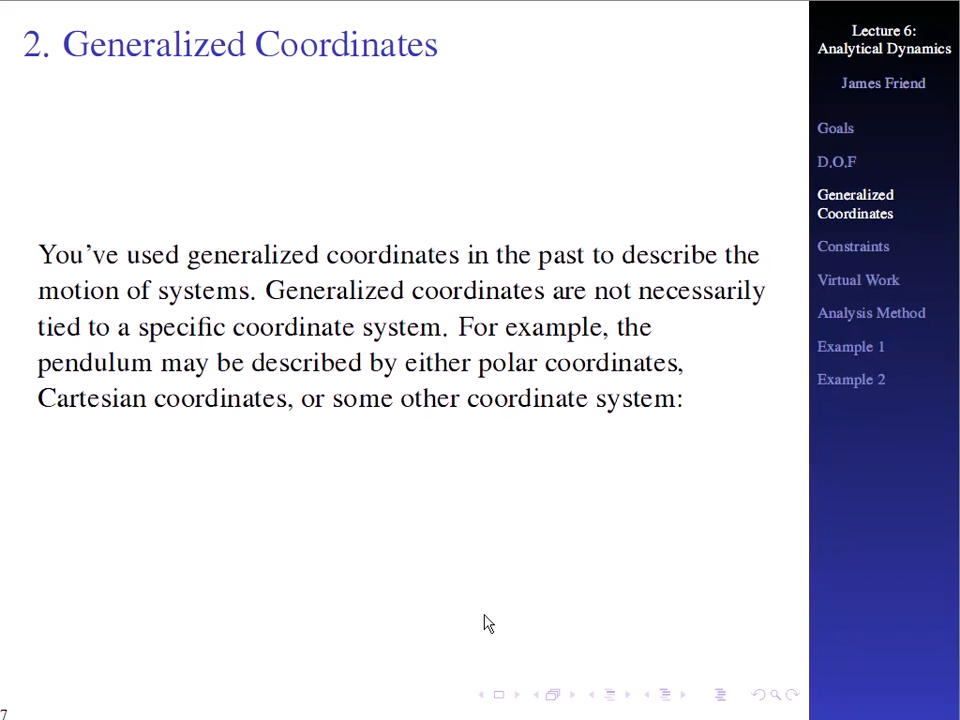 2. Generalized Coordinates
You've used generalized coordinates in the past to describe the
motion of systems. Generalized coordinates are not necessarily
tied to a specific coordinate system. For example, the
pendulum may be described by either polar coordinates,
Cartesian coordinates, or some other coordinate system:
7
Lecture 6:
Analytical Dynamics
James Friend
Goals
D.O.F
Generalized
Coordinates
Constraints
Virtual Work
Analysis Method
Example 1
Example 2